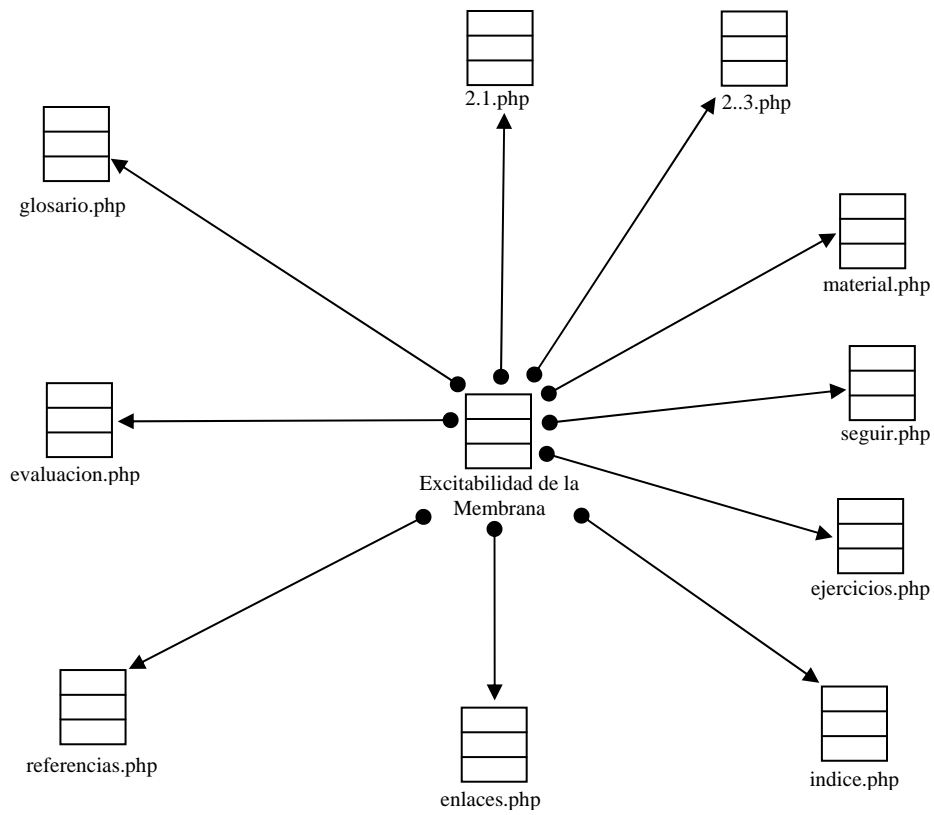 2.1.php
2..3.php
glosario.php
material.php
seguir.php
evaluacion.php
Excitabilidad de la
Membrana
ejercicios.php
referencias.php
indice.php
enlaces.php